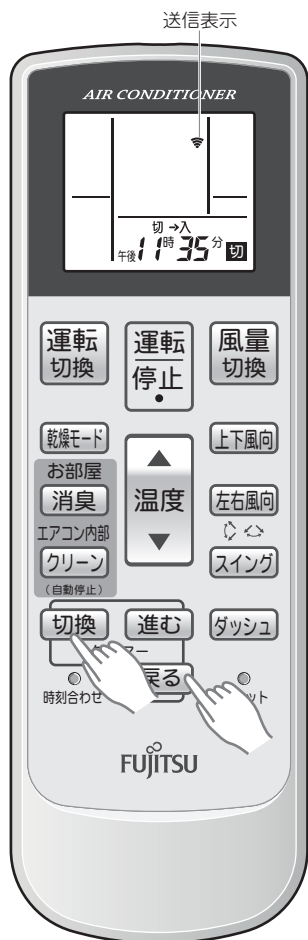 送信表示
AIR CONDITIONER
切→入
午後11時35分 切
運転切換
運転停止
風量切換
乾燥モード
上下風向
お部屋
消臭
温度
左右風向
エアコン内部
クリーン
スイング
(自動停止)
切換
進む
ダッシュ
戻る
時刻合わせ
FUJITSU